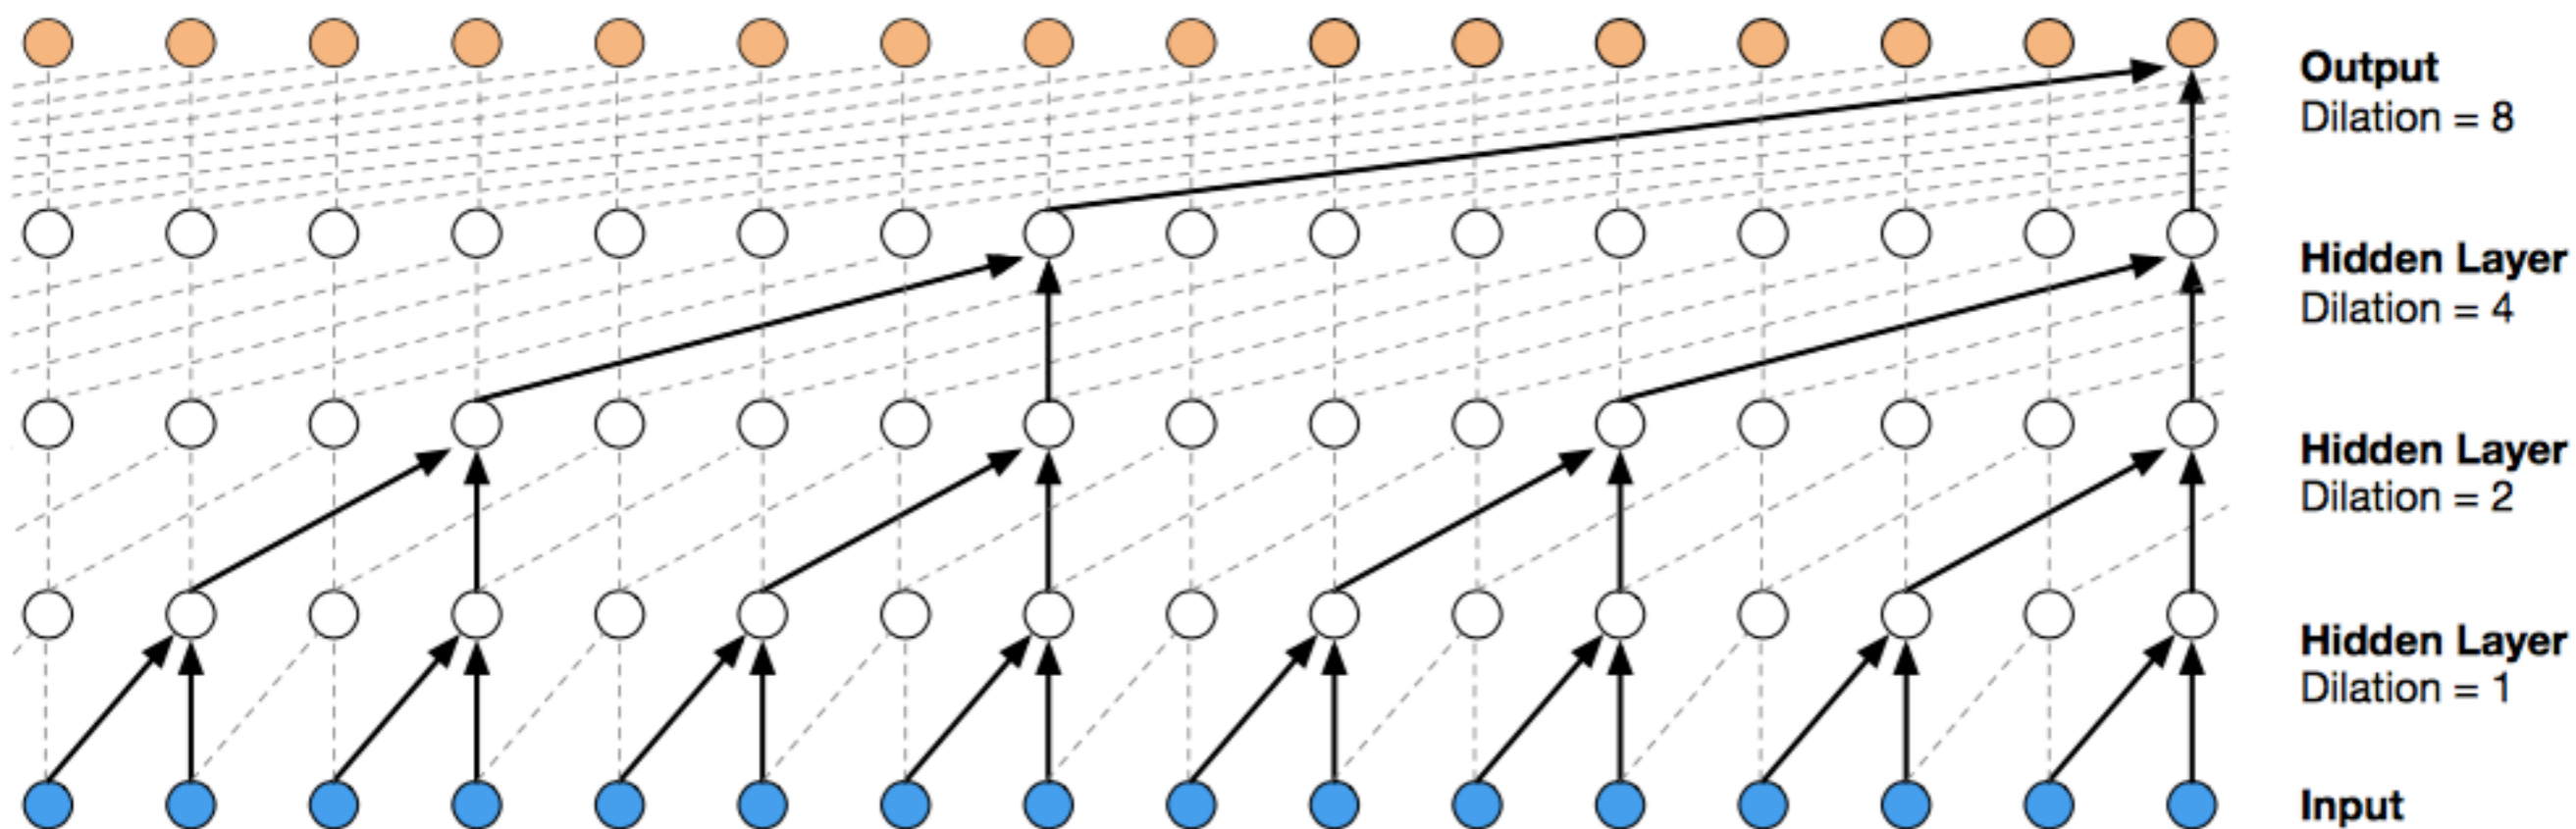 Output
Dilation = 8
Hidden Layer
Dilation = 4
Hidden Layer
Dilation = 2
Hidden Layer
Dilation = 1
Input